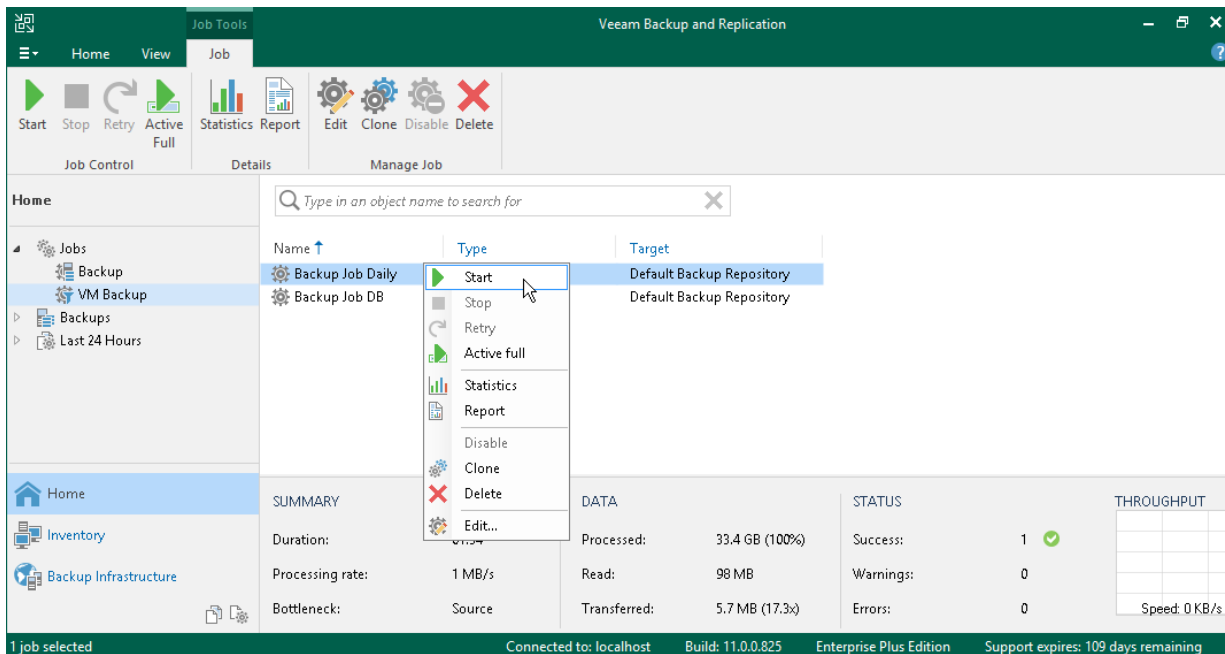 Job Tools
Veeam Backup and Replication
Home View Job
Start Stop Retry Active Full Statistics Report Edit Clone Disable Delete
Job Control Details Manage Job
Home
Type in an object name to search for
Jobs
Backup
VM Backup
Backups
Last 24 Hours
Name Type Target
Backup Job Daily Default Backup Repository
Backup Job DB Default Backup Repository
Start
Stop
Retry
Active full
Statistics
Report
Disable
Clone
Delete
Edit...
Home
Inventory
Backup Infrastructure
SUMMARY DATA STATUS THROUGHPUT
Duration: Processed: 33.4 GB (100%) Success: 1
Processing rate: 1 MB/s Read: 98 MB Warnings: 0
Bottleneck: Source Transferred: 5.7 MB (17.3x) Errors: 0 Speed: 0 KB/s
1 job selected Connected to: localhost Build: 11.0.0.825 Enterprise Plus Edition Support expires: 109 days remaining